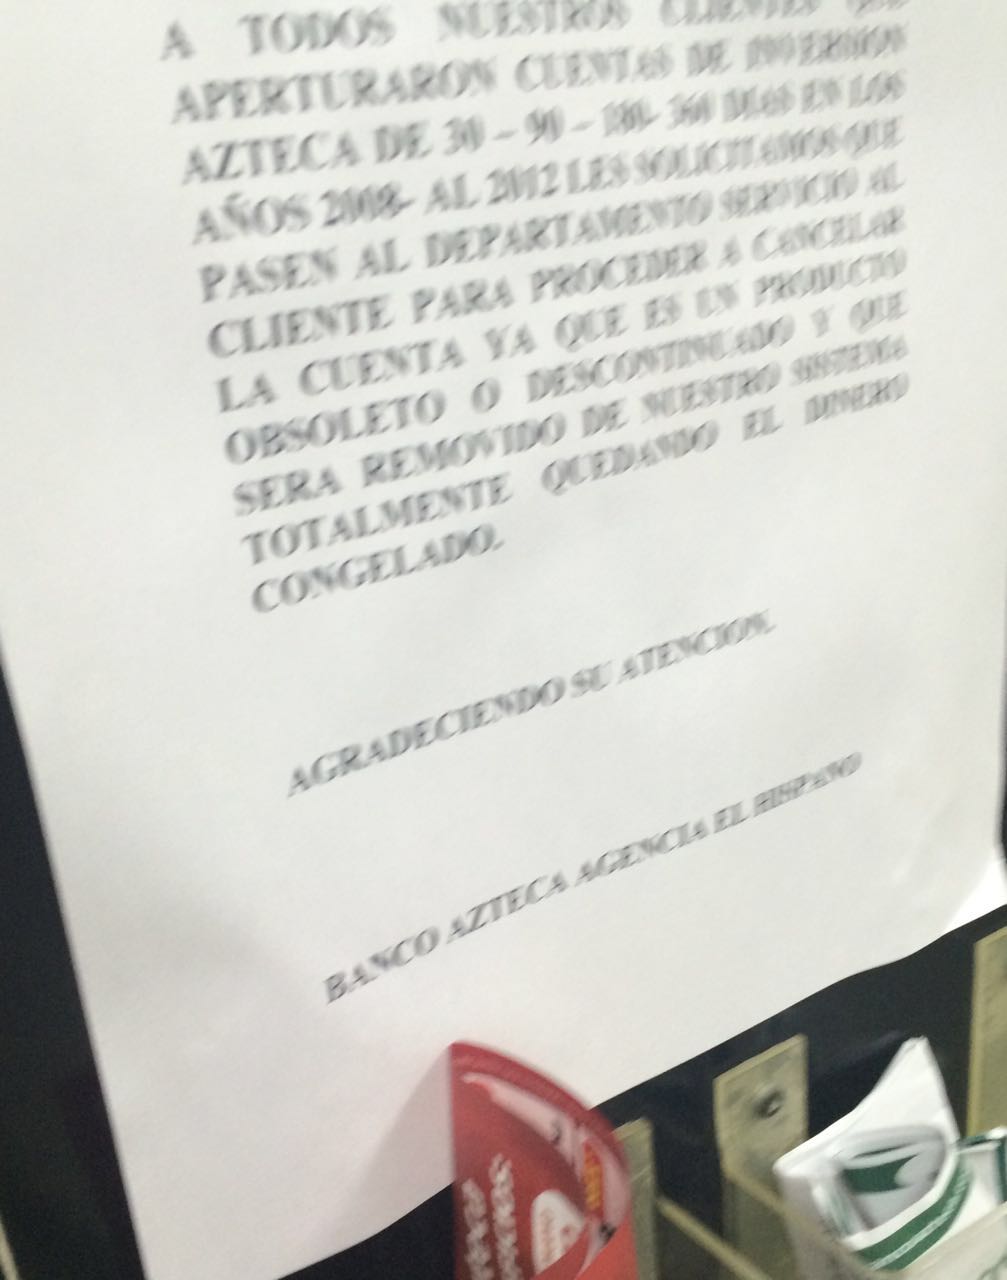 A TODOS NUESTROS CLIENTES QUE
APERTURARON CUENTAS DE INVERSION
AZTECA DE 30 – 90 – 180- 360 DIAS EN LOS
AÑOS 2008- AL 2012 LES SOLICITAMOS QUE
PASEN AL DEPARTAMENTO SERVICIO AL
CLIENTE PARA PROCEDER A CANCELAR
LA CUENTA YA QUE ES UN PRODUCTO
OBSOLETO O DESCONTINUADO Y QUE
SERA REMOVIDO DE NUESTRO SISTEMA
TOTALMENTE QUEDANDO EL DINERO
CONGELADO.
AGRADECIENDO SU ATENCION.
BANCO AZTECA AGENCIA EL HISPANO